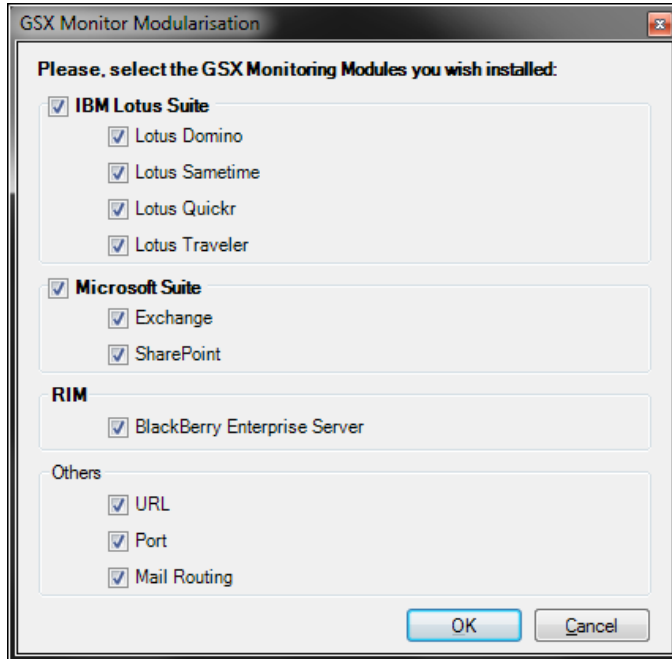 GSX Monitor Modularisation
Please, select the GSX Monitoring Modules you wish installed:
IBM Lotus Suite
Lotus Domino
Lotus Sametime
Lotus Quickr
Lotus Traveler
Microsoft Suite
Exchange
SharePoint
RIM
BlackBerry Enterprise Server
Others
URL
Port
Mail Routing
OK Cancel